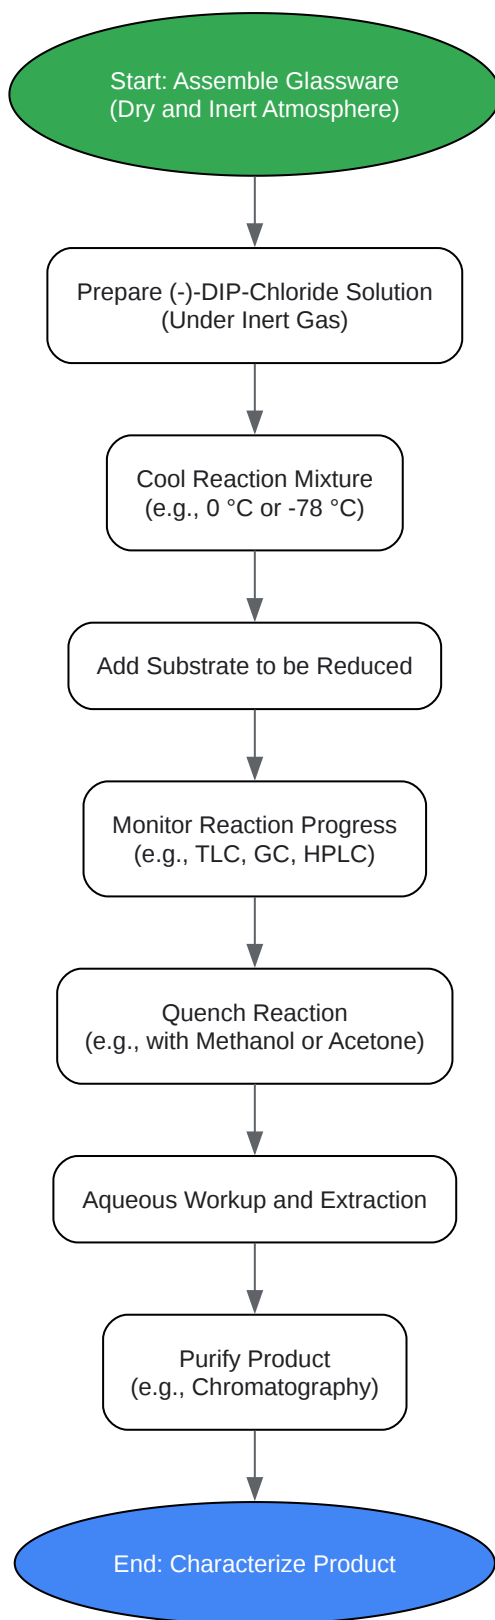 Start: Assemble Glassware
(Dry and Inert Atmosphere)
Prepare (-)-DIP-Chloride Solution
(Under Inert Gas)
Cool Reaction Mixture
(e.g., 0 °C or -78 °C)
Add Substrate to be Reduced
Monitor Reaction Progress
(e.g., TLC, GC, HPLC)
Quench Reaction
(e.g., with Methanol or Acetone)
Aqueous Workup and Extraction
Purify Product
(e.g., Chromatography)
End: Characterize Product